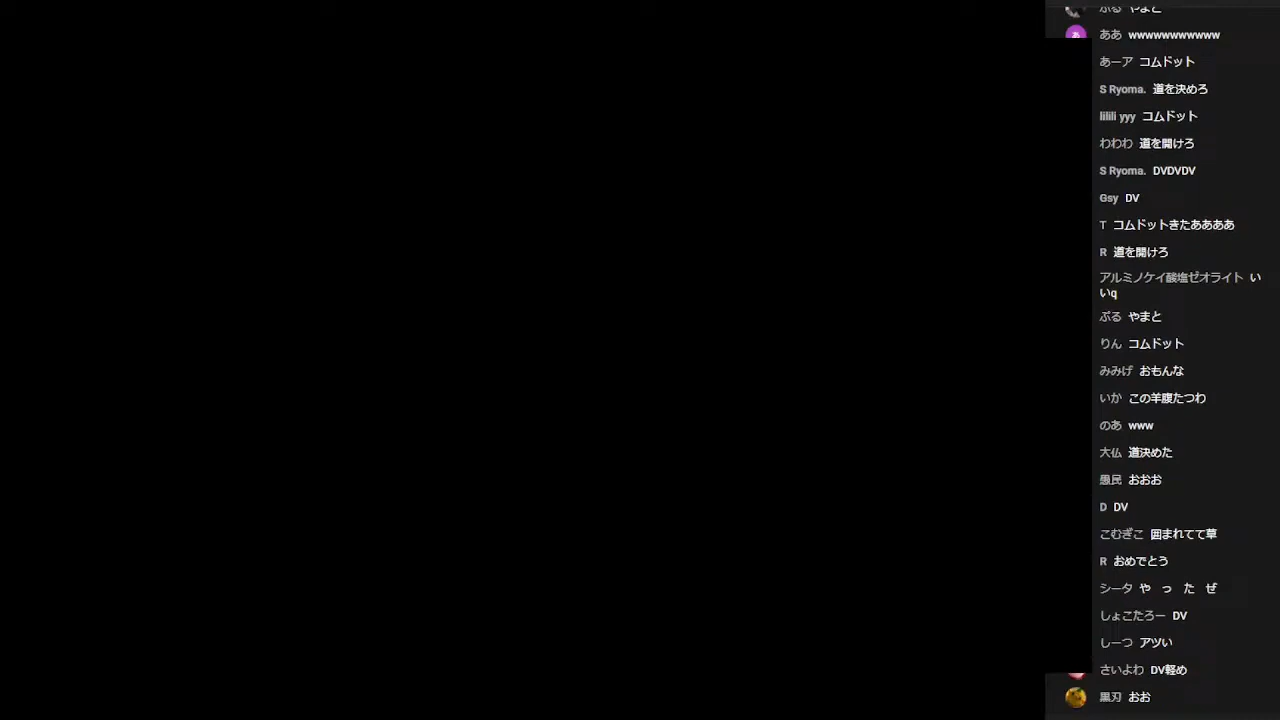 ぷる やまと
ああ wwwwwwwwwww
あーア コムドット
S Ryoma. 道を決めろ
lililili yyy コムドット
わわわ 道を開けろ
S Ryoma. DVDVDV
Gsy DV
T コムドットきたああああ
R 道を開けろ
アルミノケイ酸塩ゼオライト い
いq
ぷる やまと
りん コムドット
みみげ おもんな
いか この羊腹たつわ
のあ www
大仏 道決めた
愚民 おおお
D DV
こむぎこ 囲まれてて草
R おめでとう
シータ や っ た ぜ
しょこたろー DV
しーつ アツい
さいよわ DV軽め
黒刃 おお